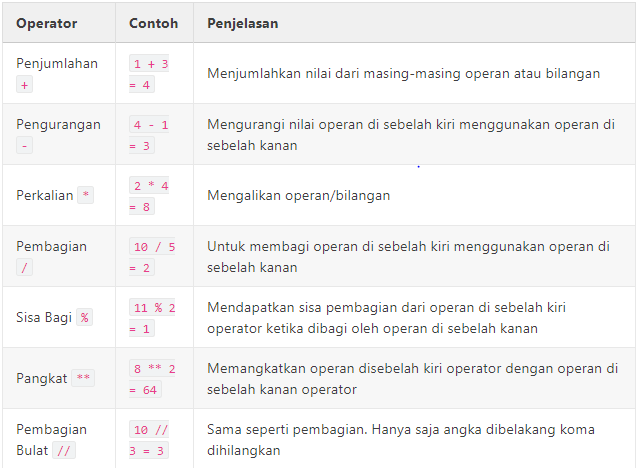 Operator Contoh Penjelasan
Penjumlahan
+
1 + 3
= 4
Menjumlahkan nilai dari masing-masing operan atau bilangan
Pengurangan
-
4 - 1
= 3
Mengurangi nilai operan di sebelah kiri menggunakan operan di
sebelah kanan
Perkalian *
2 * 4
= 8
Mengalikan operan/bilangan
Pembagian
/
10 / 5
= 2
Untuk membagi operan di sebelah kiri menggunakan operan di
sebelah kanan
Sisa Bagi %
11 % 2
= 1
Mendapatkan sisa pembagian dari operan di sebelah kiri
operator ketika dibagi oleh operan di sebelah kanan
Pangkat **
8 ** 2
= 64
Memangkatkan operan disebelah kiri operator dengan operan di
sebelah kanan operator
Pembagian
Bulat //
10 //
3 = 3
Sama seperti pembagian. Hanya saja angka dibelakang koma
dihilangkan